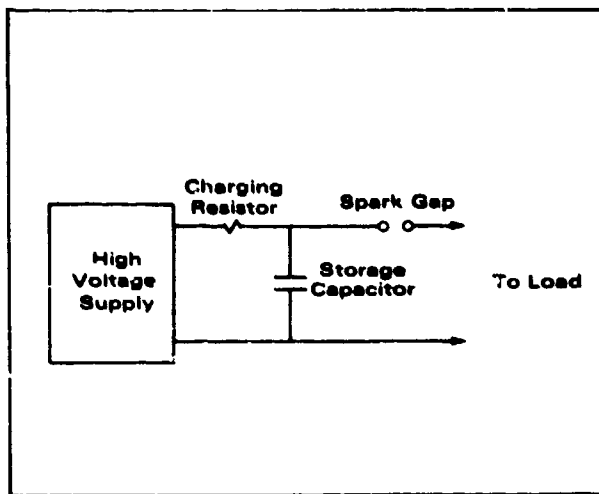 Charging
Resistor
Spark Gap
High
Voltage
Supply
Storage
Capacitor
To Load